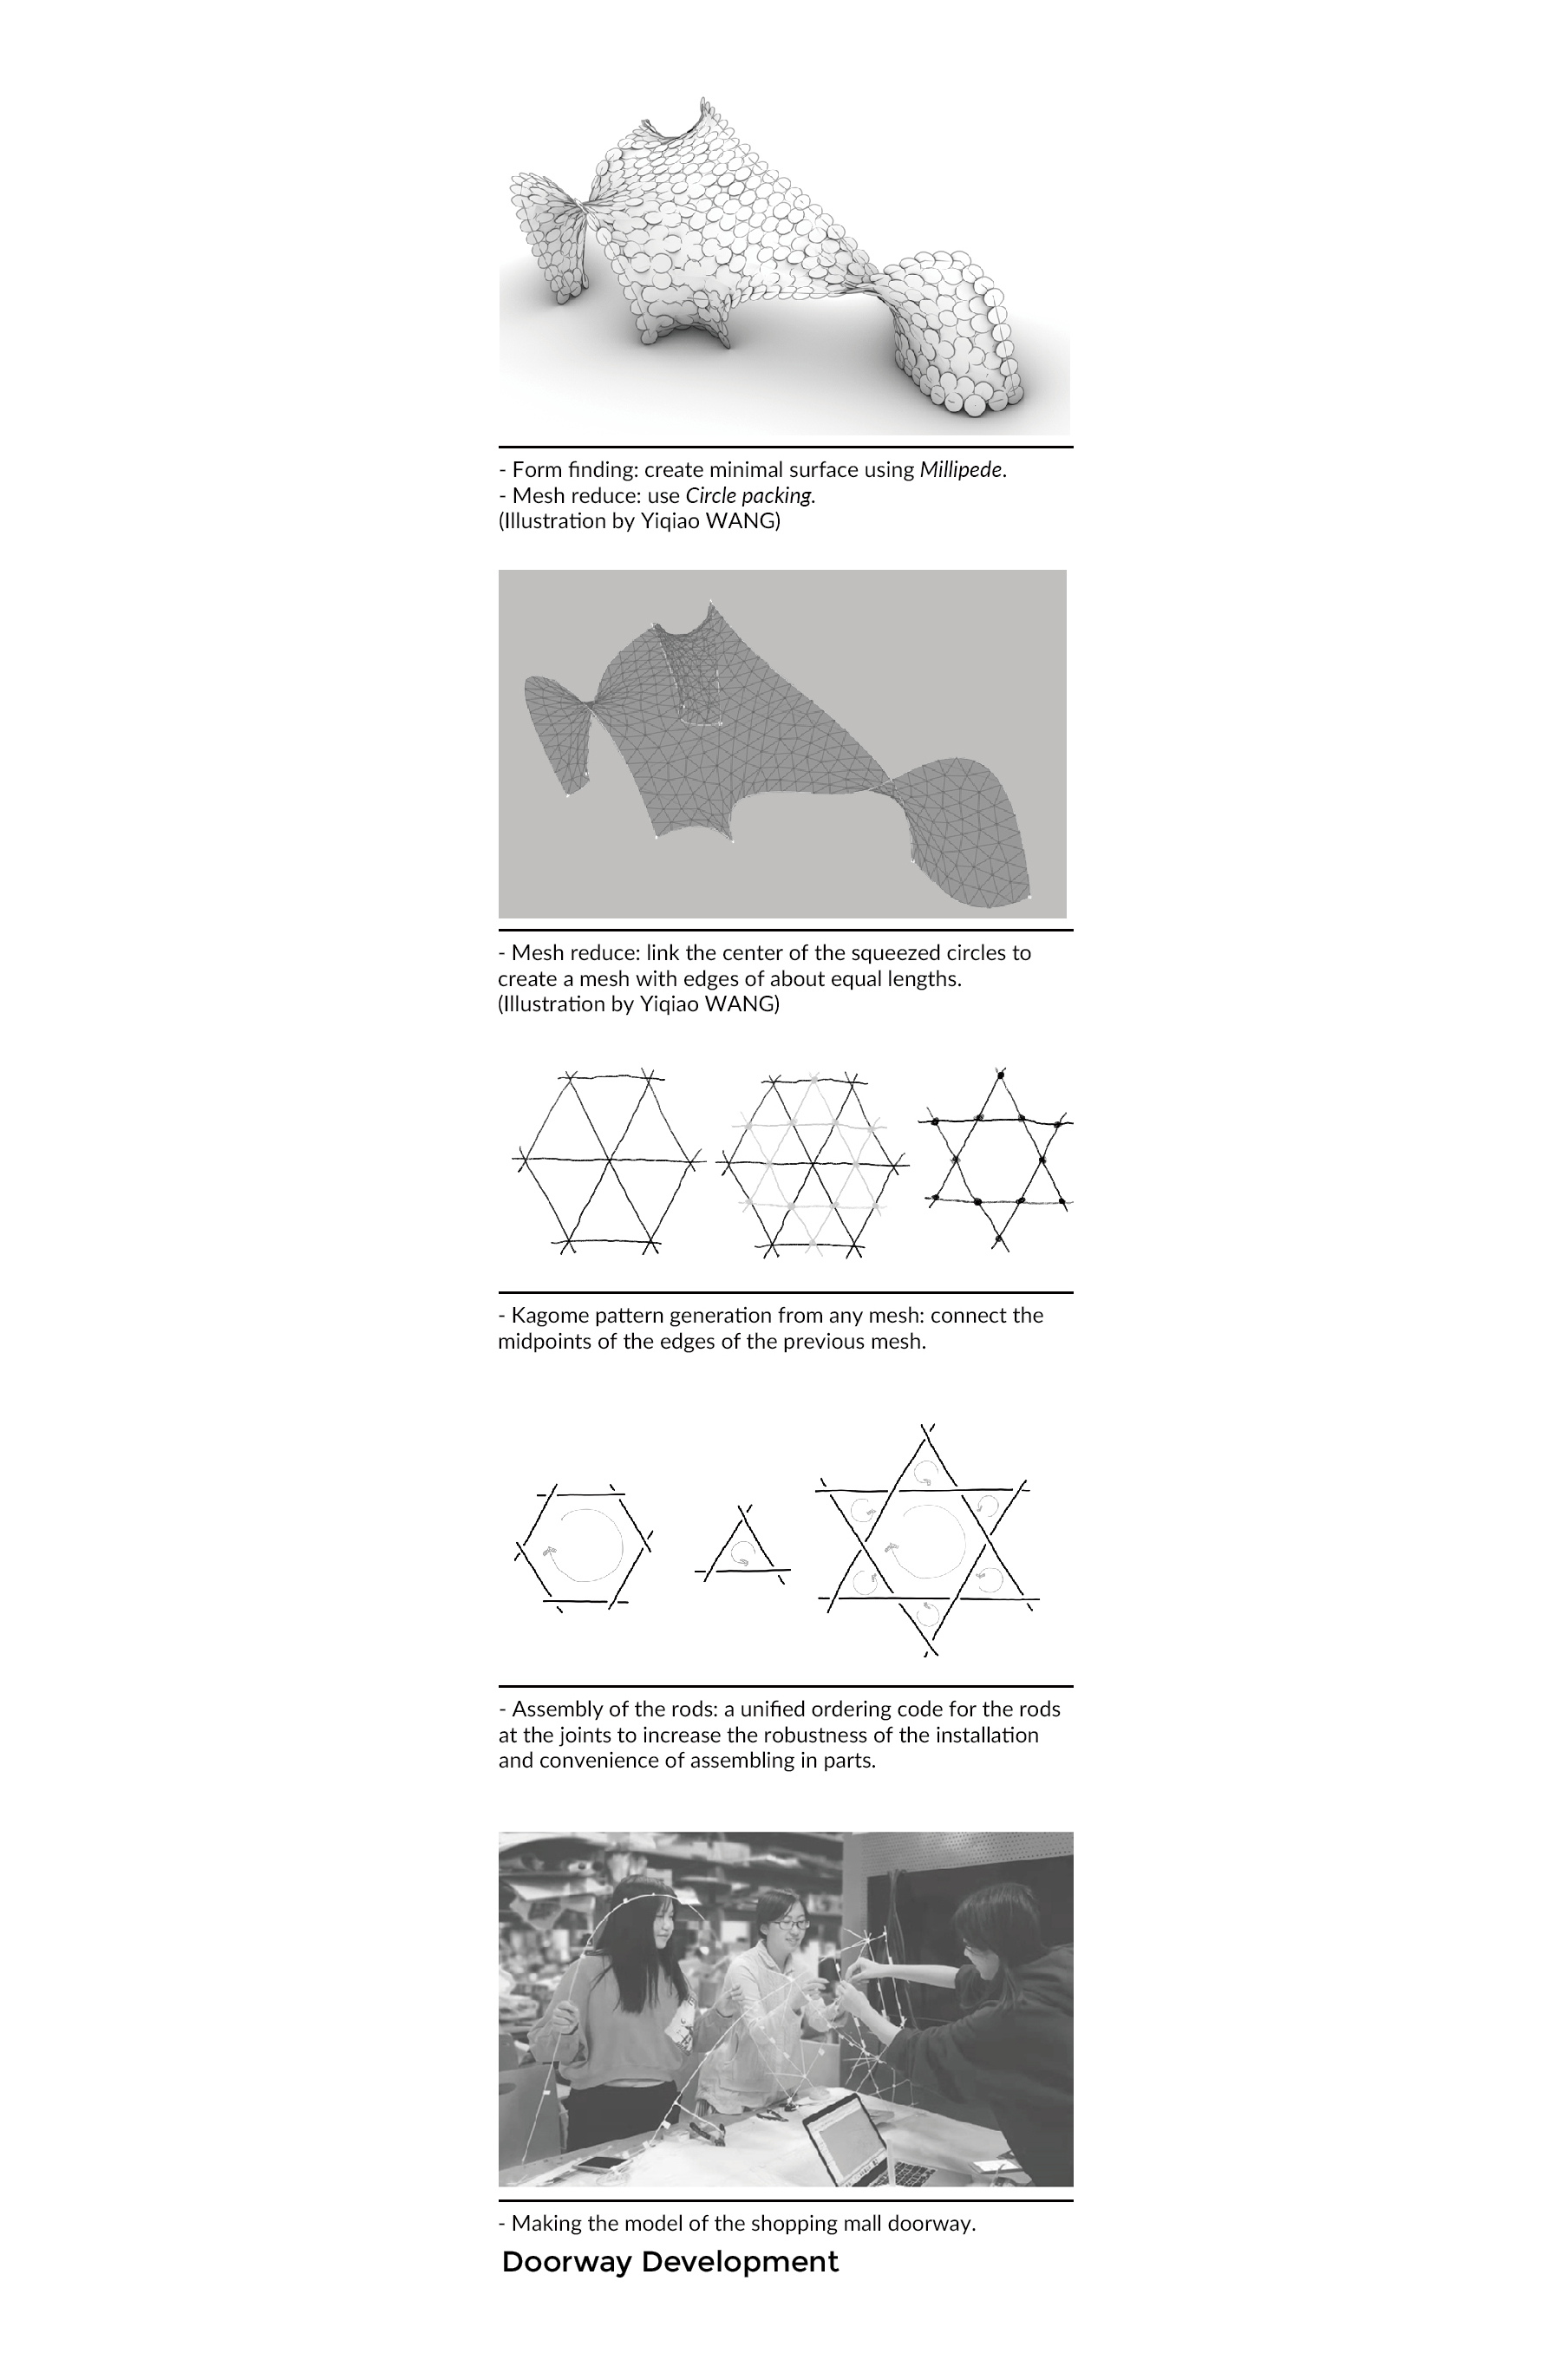 - Form finding: create minimal surface using Millipede.
- Mesh reduce: use Circle packing.
(Illustration by Yiqiao WANG)
- Mesh reduce: link the center of the squeezed circles to
create a mesh with edges of about equal lengths.
(Illustration by Yiqiao WANG)
- Kagome pattern generation from any mesh: connect the
midpoints of the edges of the previous mesh.
- Assembly of the rods: a unified ordering code for the rods
at the joints to increase the robustness of the installation
and convenience of assembling in parts.
- Making the model of the shopping mall doorway.
Doorway Development